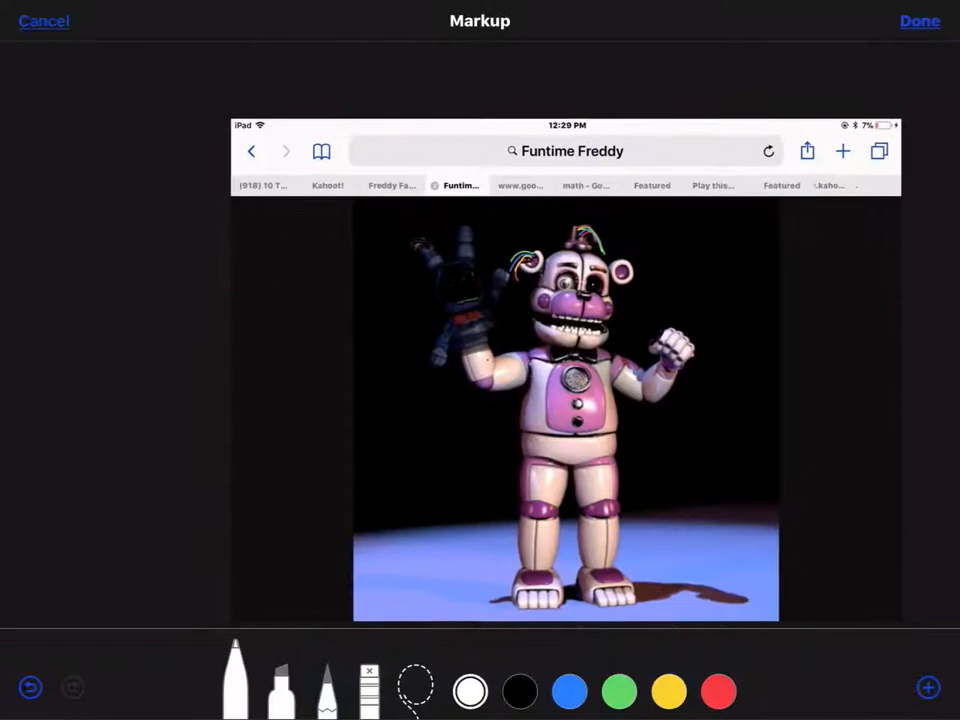 Cancel
Markup
Done
iPad
12:29 PM
7%
Funtime Freddy
(918) 10 T...
Kahoot!
Freddy Fa...
Funtim...
www.goo...
math - Go...
Featured
Play this...
Featured
.kaho...